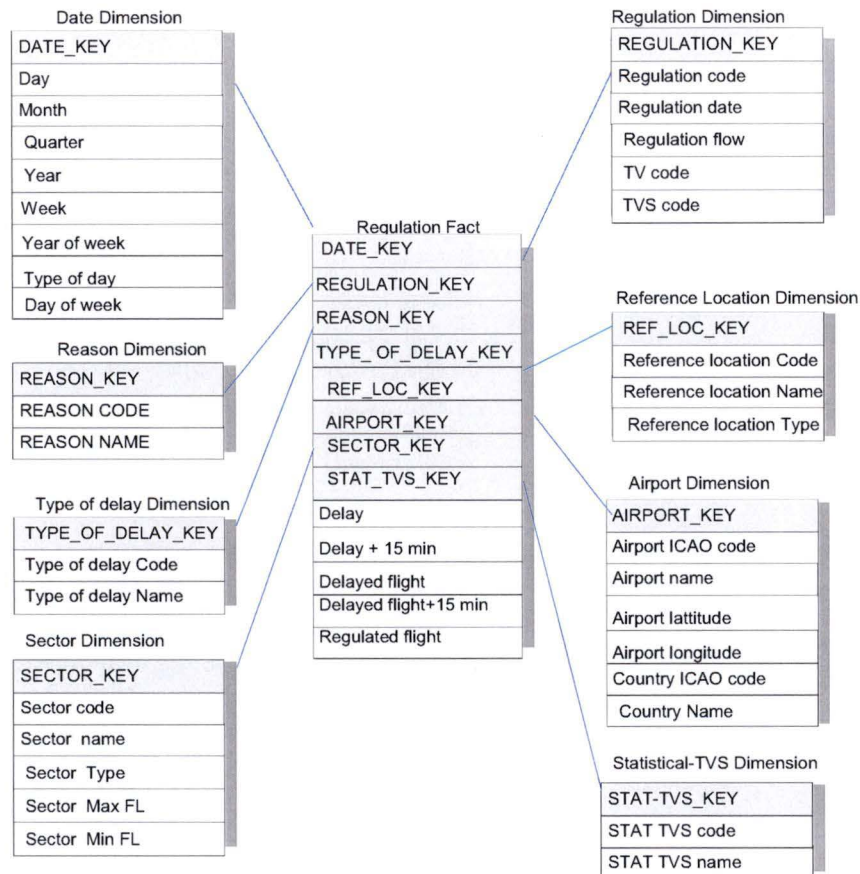 Date Dimension
DATE_KEY
Day
Month
Quarter
Year
Week
Year of week
Type of day
Day of week
Reason Dimension
REASON_KEY
REASON CODE
REASON NAME
Type of delay Dimension
TYPE_OF_DELAY_KEY
Type of delay Code
Type of delay Name
Sector Dimension
SECTOR_KEY
Sector code
Sector name
Sector Type
Sector Max FL
Sector Min FL
Regulation Fact
DATE_KEY
REGULATION_KEY
REASON_KEY
TYPE_ OF_DELAY_KEY
REF_LOC_KEY
AIRPORT_KEY
SECTOR_KEY
STAT_TVS_KEY
Delay
Delay + 15 min
Delayed flight
Delayed flight+15 min
Regulated flight
Regulation Dimension
REGULATION_KEY
Regulation code
Regulation date
Regulation flow
TV code
TVS code
Reference Location Dimension
REF_LOC_KEY
Reference location Code
Reference location Name
Reference location Type
Airport Dimension
AIRPORT_KEY
Airport ICAO code
Airport name
Airport lattitude
Airport longitude
Country ICAO code
Country Name
Statistical-TVS Dimension
STAT-TVS_KEY
STAT TVS code
STAT TVS name